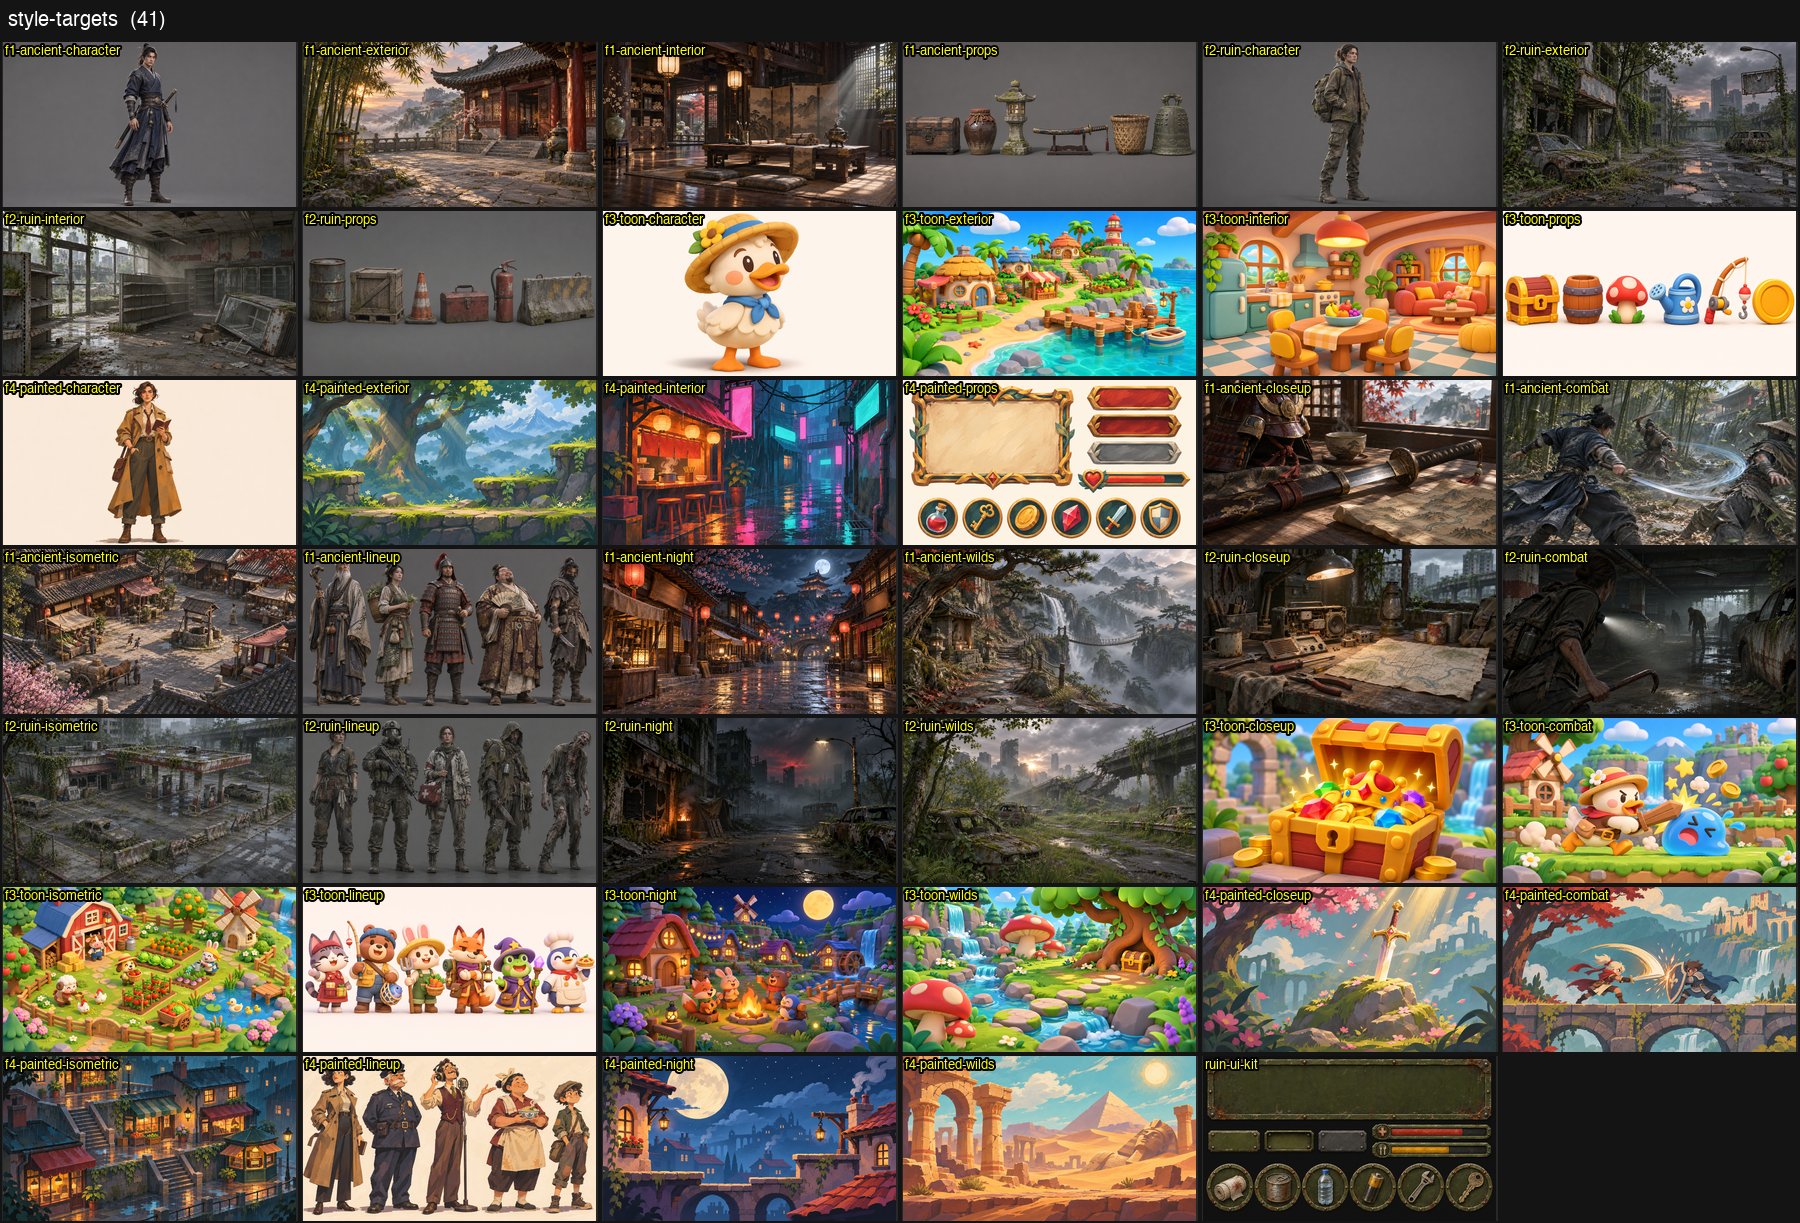 style-targets (41)
f1-ancient-character
f1-ancient-exterior
f1-ancient-interior
f1-ancient-props
f2-ruin-character
f2-ruin-exterior
f2-ruin-interior
f2-ruin-props
f3-toon-character
f3-toon-exterior
f3-toon-interior
f3-toon-props
f4-painted-character
f4-painted-exterior
f4-painted-interior
f4-painted-props
f1-ancient-closeup
f1-ancient-combat
f1-ancient-isometric
f1-ancient-lineup
f1-ancient-night
f1-ancient-wilds
f2-ruin-closeup
f2-ruin-combat
f2-ruin-isometric
f2-ruin-lineup
f2-ruin-night
f2-ruin-wilds
f3-toon-closeup
f3-toon-combat
f3-toon-isometric
f3-toon-lineup
f3-toon-night
f3-toon-wilds
f4-painted-closeup
f4-painted-combat
f4-painted-isometric
f4-painted-lineup
f4-painted-night
f4-painted-wilds
ruin-ui-kit